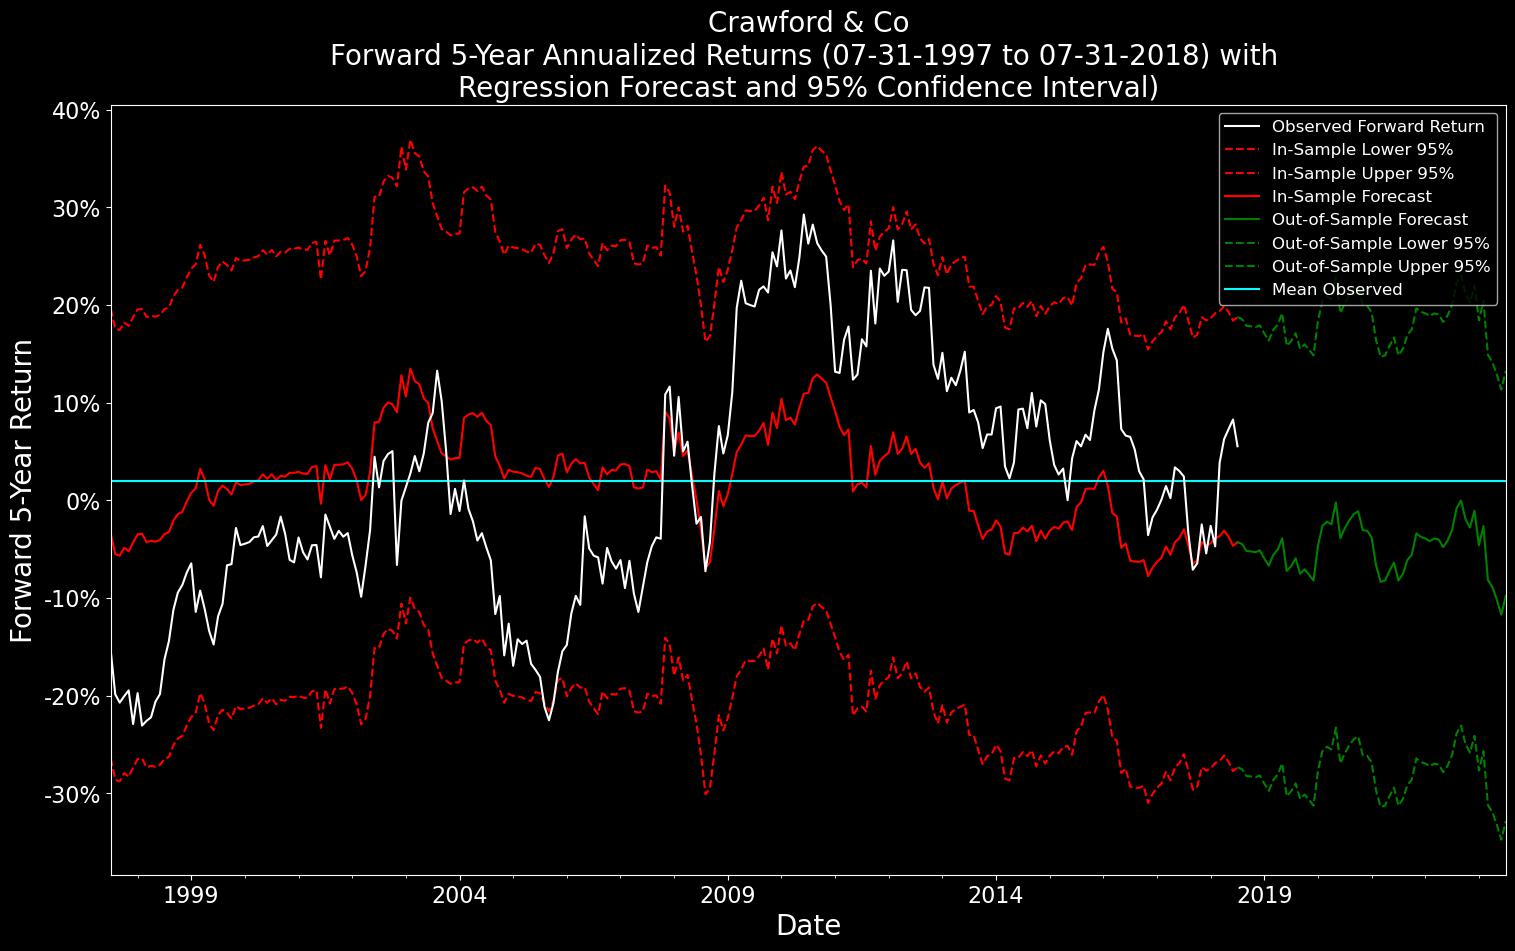 Crawford & Co
Forward 5-Year Annualized Returns (07-31-1997 to 07-31-2018) with
Regression Forecast and 95% Confidence Interval)
40%
30%
20%
10%
0%
-10%
-20%
-30%
Forward 5-Year Return
Observed Forward Return
In-Sample Lower 95%
In-Sample Upper 95%
In-Sample Forecast
Out-of-Sample Forecast
Out-of-Sample Lower 95%
Out-of-Sample Upper 95%
Mean Observed
1999
2004
2009
2014
2019
Date